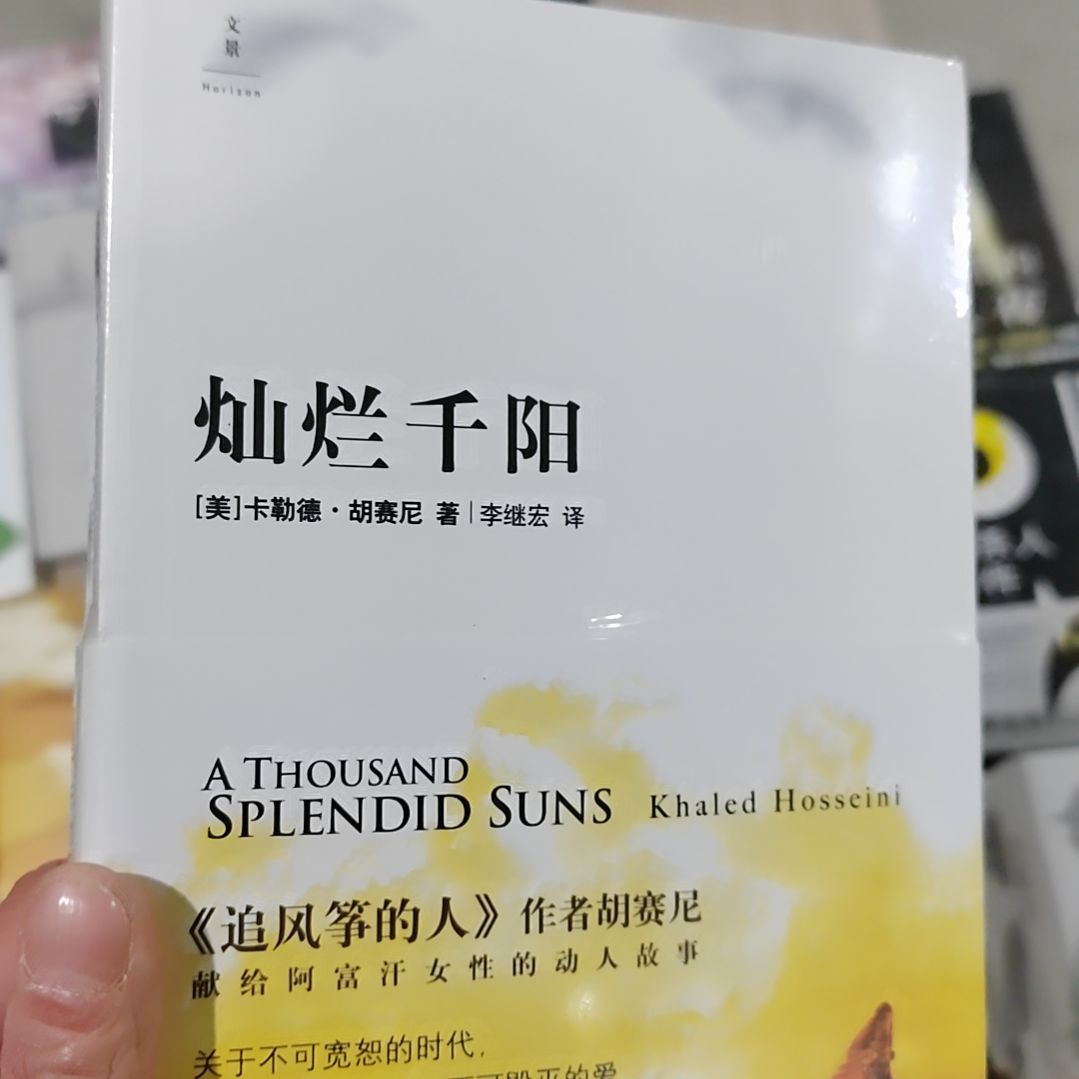 文景
Horizon
灿烂千阳
[美]卡勒德·胡赛尼 著|李继宏 译
A THOUSAND
SPLENDID SUNS Khaled Hosseini
《追风筝的人》作者胡赛尼
献给阿富汗女性的动人故事
关于不可宽恕的时代，
的爱